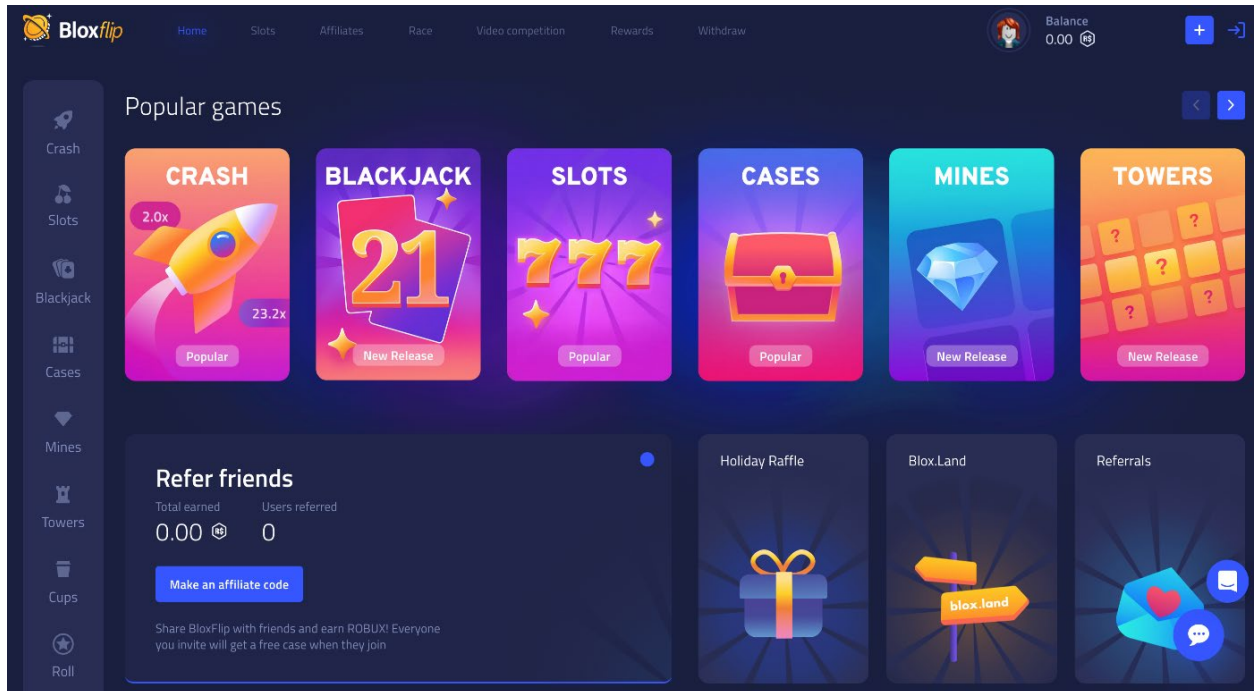 Bloxflip
Home
Slots
Affiliates
Race
Video competition
Rewards
Withdraw
Balance
0.00 R$
+
Popular games
Crash
Slots
Blackjack
Cases
Mines
Towers
Cups
Roll
CRASH
2.0x
23.2x
Popular
BLACKJACK
21
New Release
SLOTS
777
Popular
CASES
Popular
MINES
New Release
TOWERS
?
?
?
?
?
New Release
Refer friends
Total earned
Users referred
0.00 R$
0
Make an affiliate code
Share BloxFlip with friends and earn ROBUX! Everyone
you invite will get a free case when they join
Holiday Raffle
Blox.Land
blox.land
Referrals